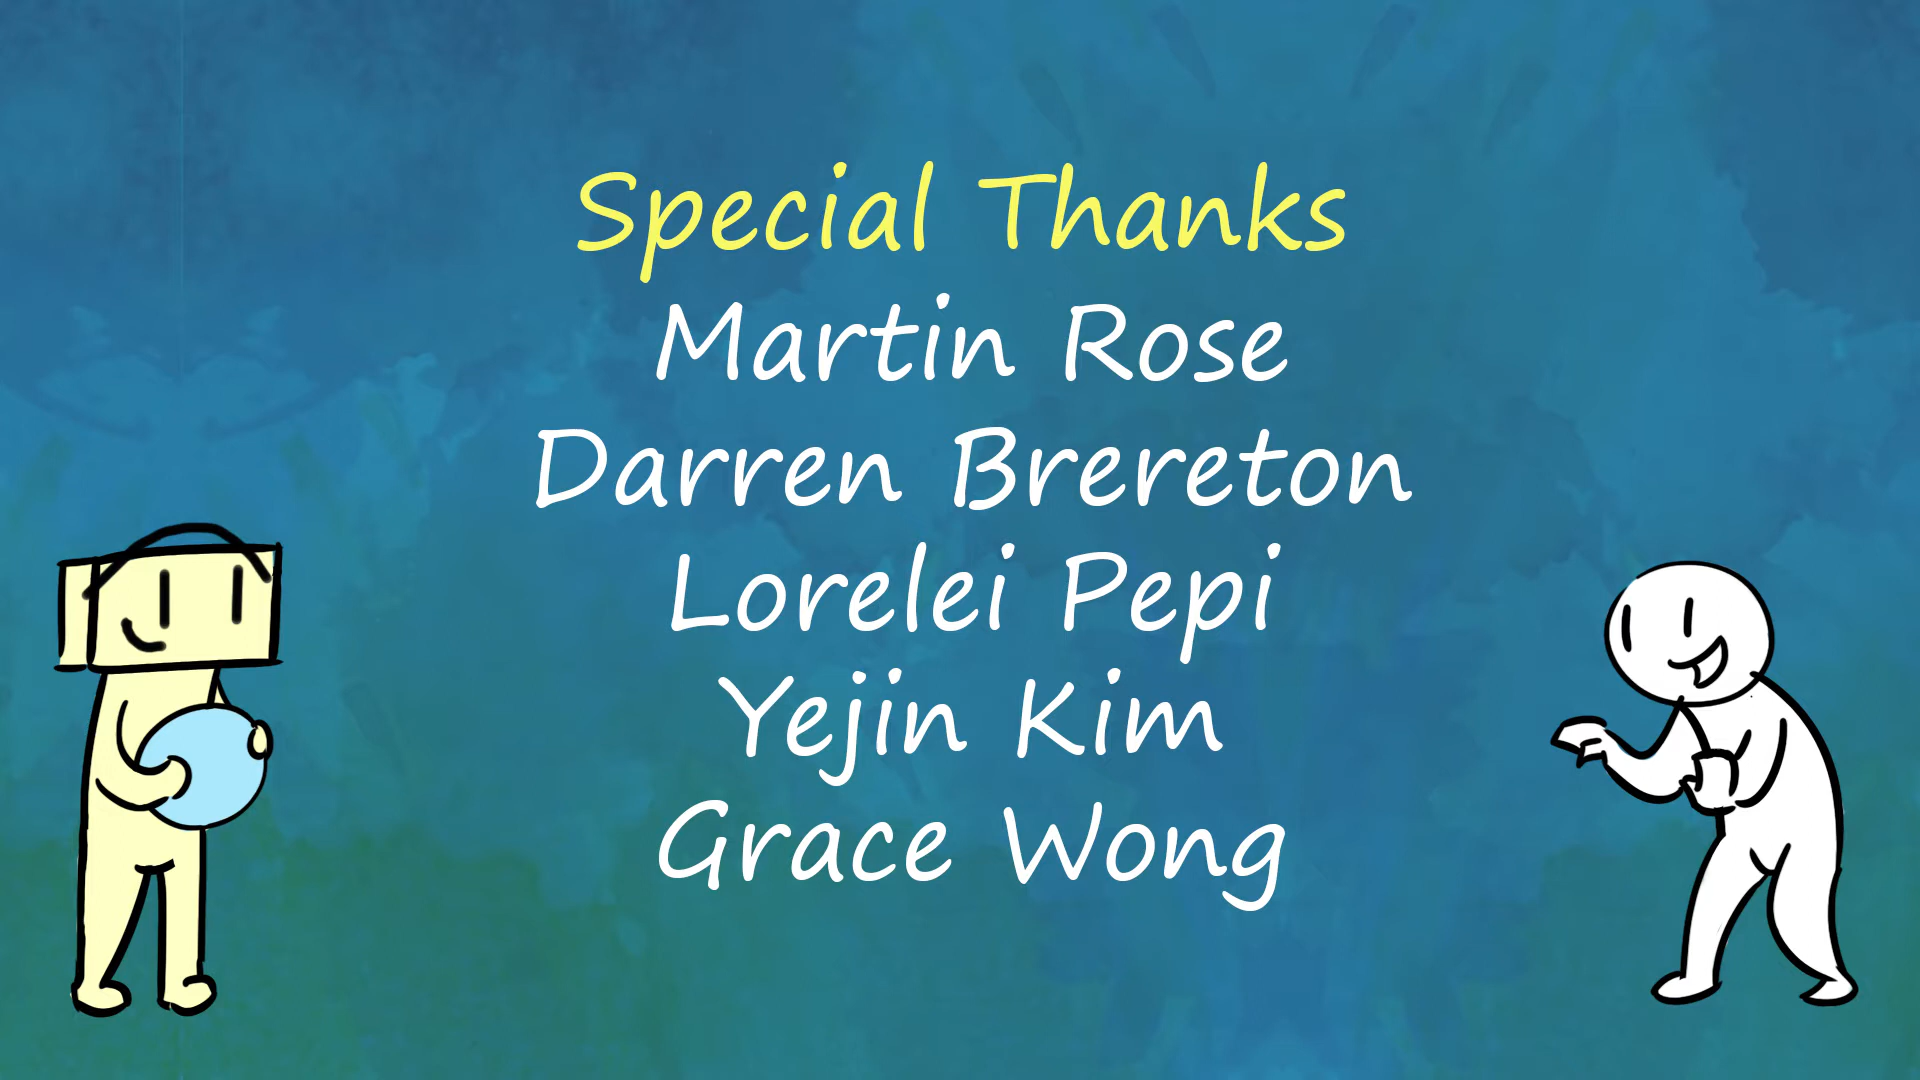 Special Thanks
Martin Rose
Darren Brereton
Lorelei Pepi
Yejin Kim
Grace Wong